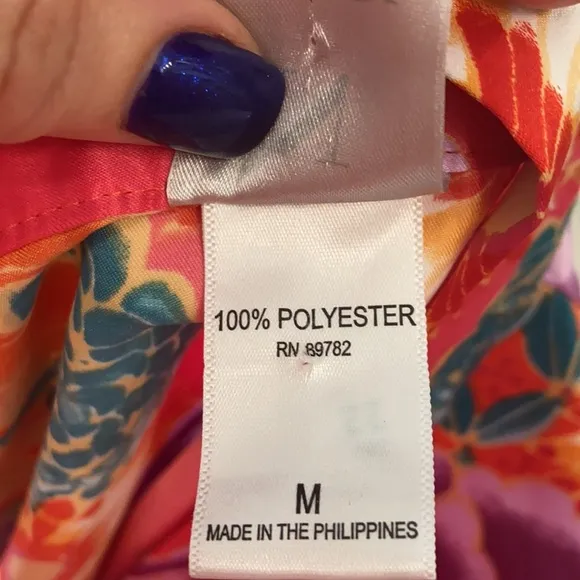 100% POLYESTER
RN 89782
M
MADE IN THE PHILIPPINES